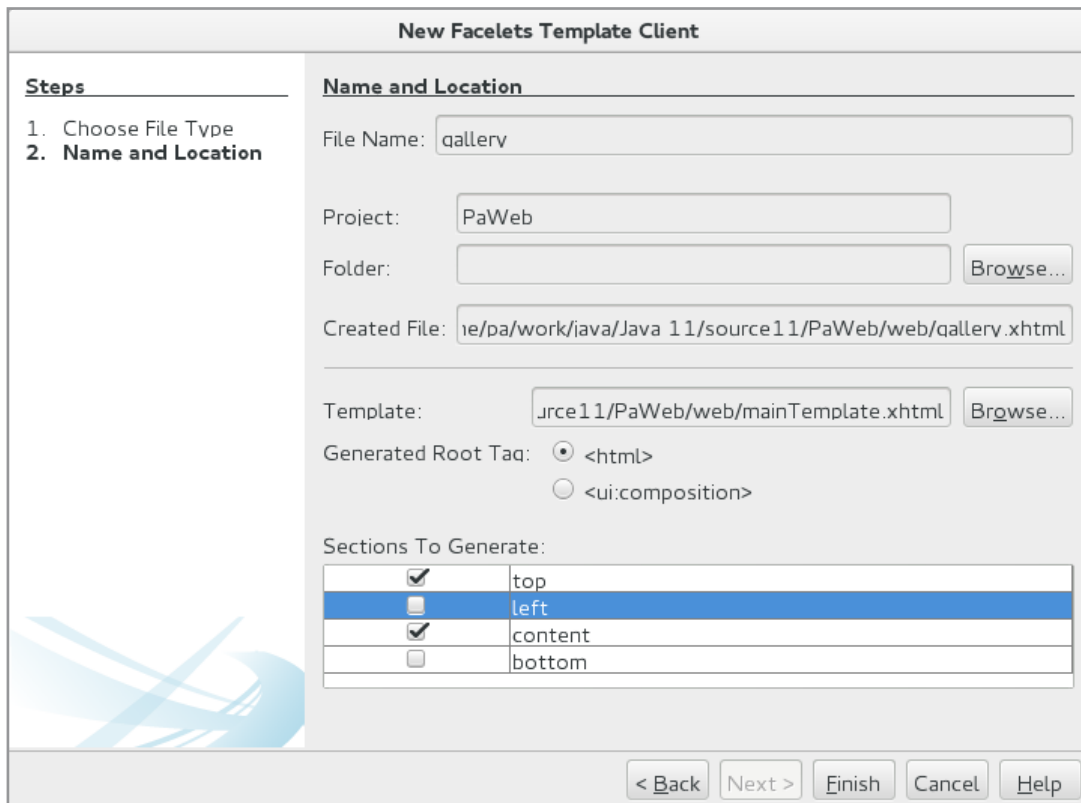 New Facelets Template Client
Steps
1. Choose File Type
2. Name and Location
Name and Location
File Name: gallery
Project: PaWeb
Folder: Browse...
Created File: ne/pa/work/java/Java 11/source11/PaWeb/web/gallery.xhtml
Template: urce11/PaWeb/web/mainTemplate.xhtml Browse...
Generated Root Tag: <html>
<ui:composition>
Sections To Generate:
top
left
content
bottom
< Back Next > Finish Cancel Help